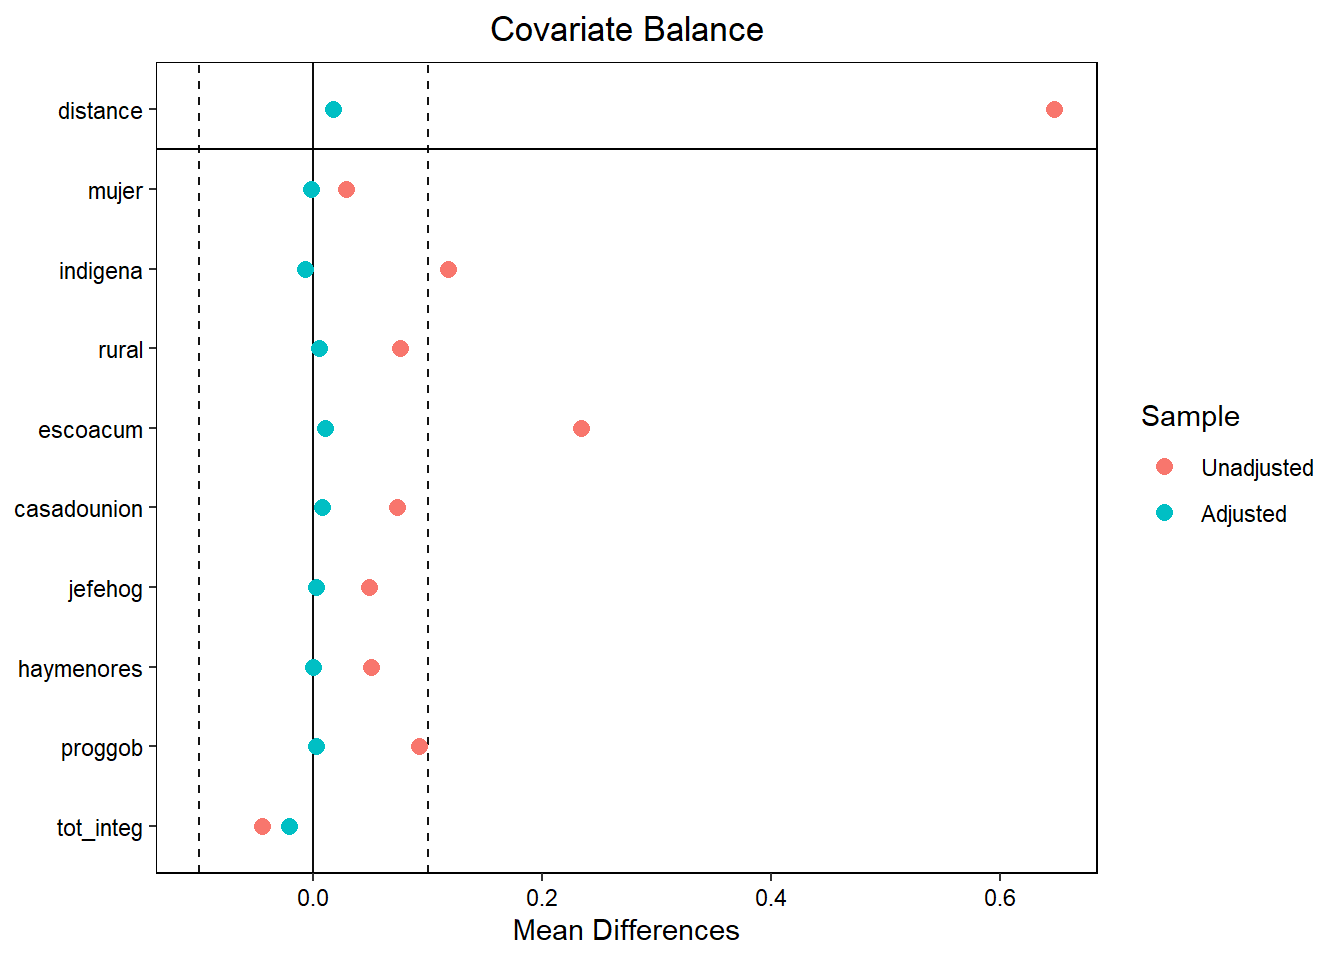 Covariate Balance
distance
mujer
indigena
rural
escoacum
casadounion
jefehog
haymenores
proggob
tot_integ
0.0 0.2 0.4 0.6
Mean Differences
Sample
Unadjusted
Adjusted